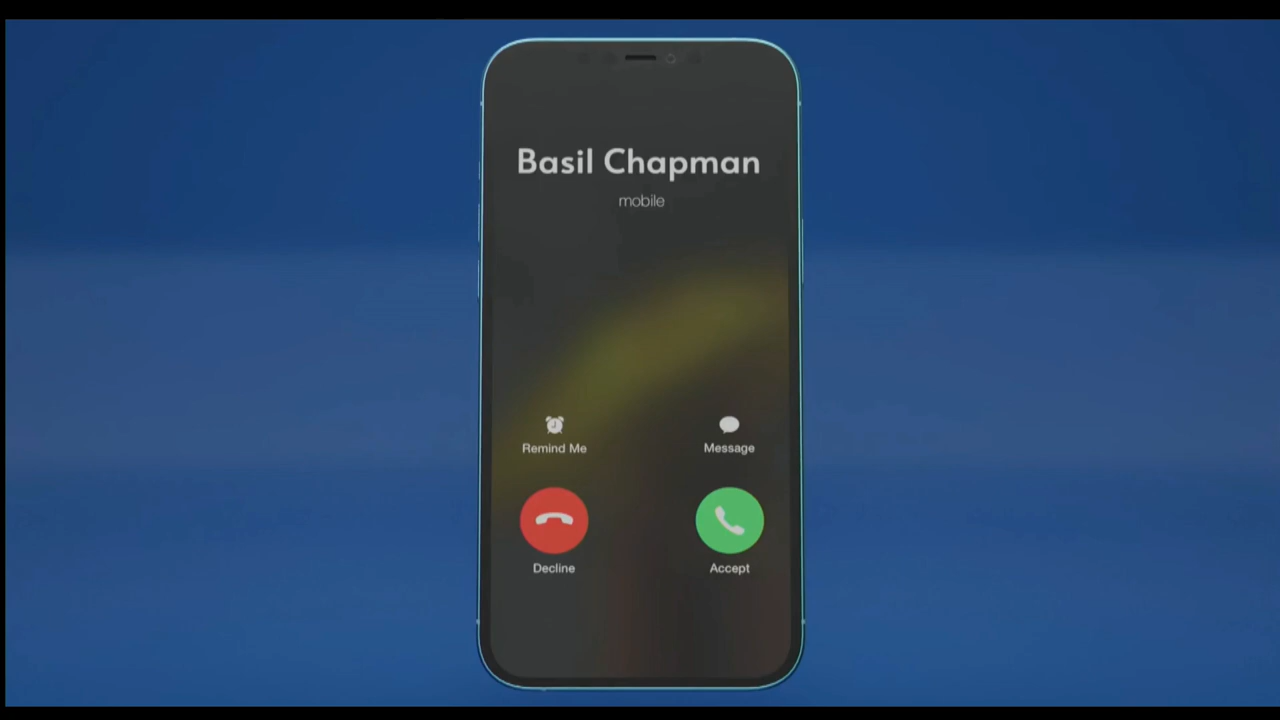 Basil Chapman
mobile
Remind Me
Message
Decline
Accept